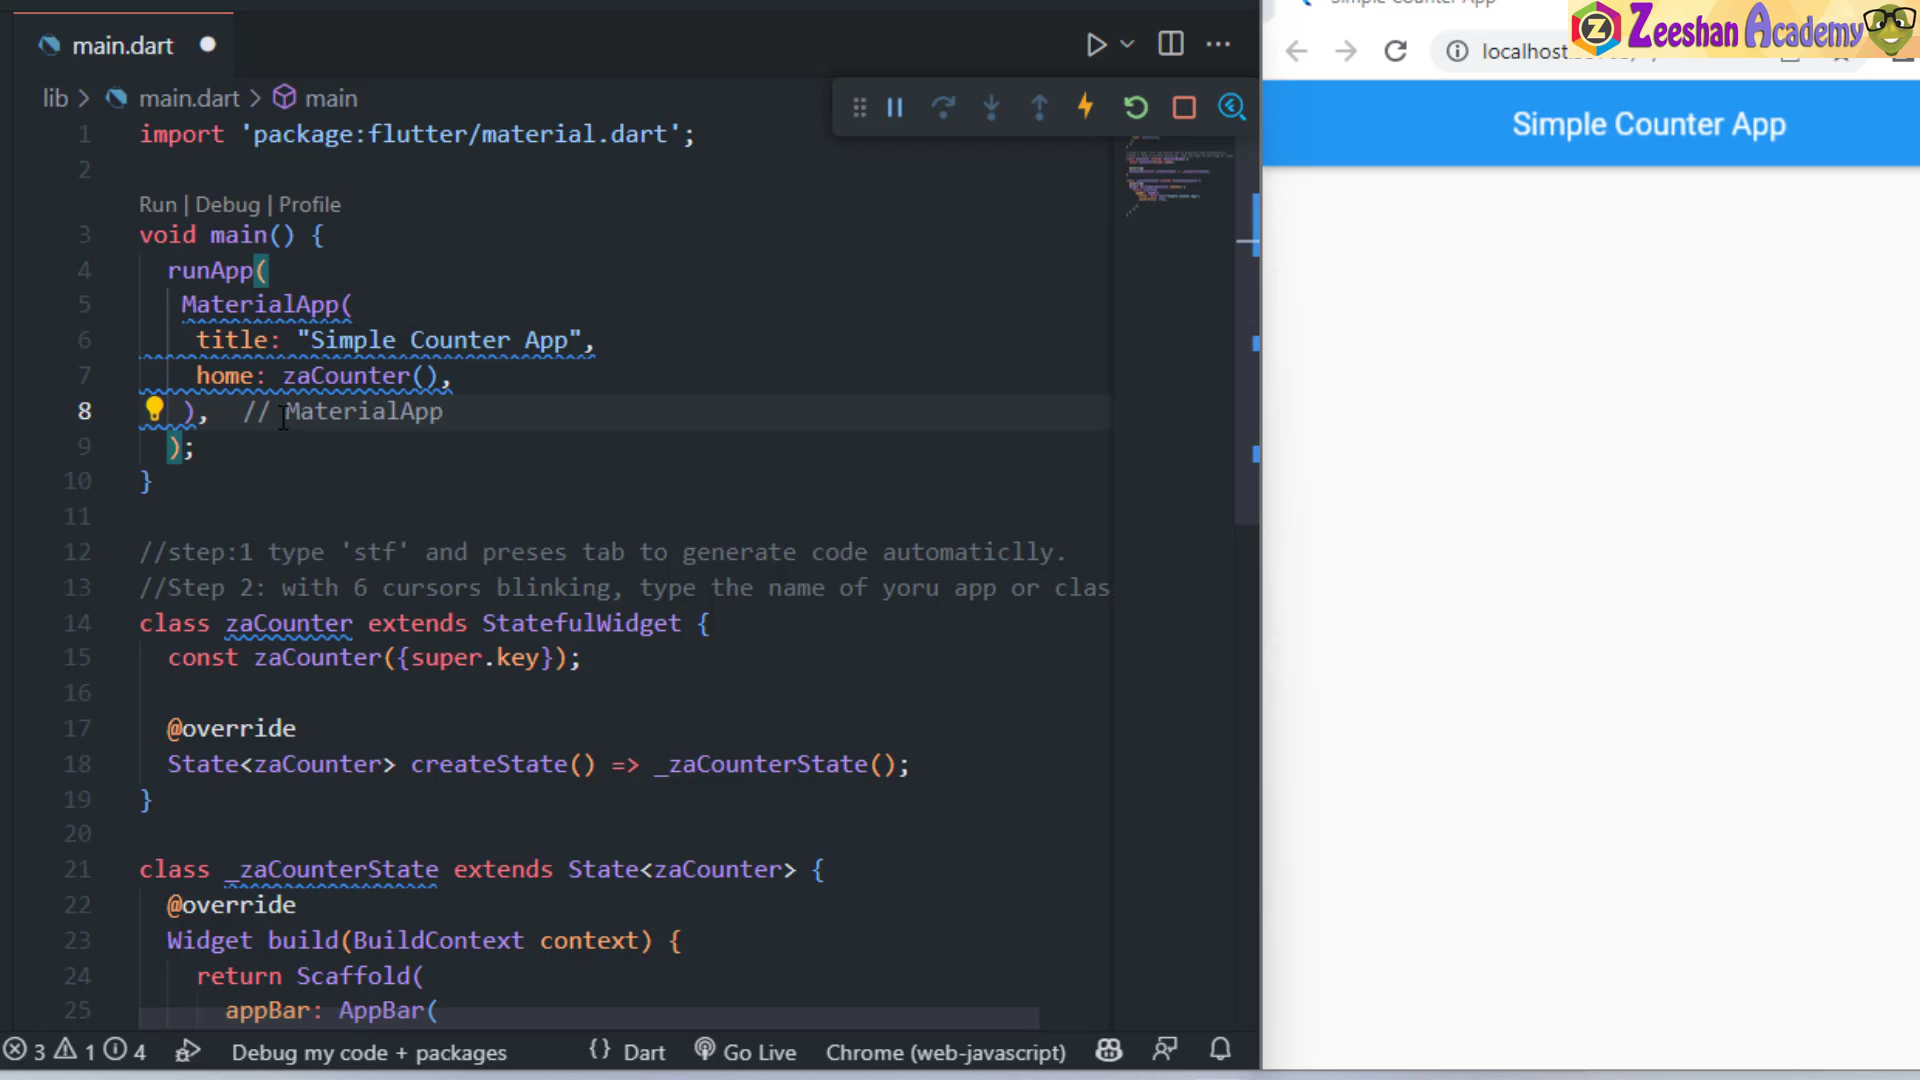 main.dart
lib > main.dart > main
1 import 'package:flutter/material.dart';
2
Run | Debug | Profile
3 void main() {
4 runApp(
5 MaterialApp(
6 title: "Simple Counter App",
7 home: zaCounter(),
8 ), // MaterialApp
9 );
10 }
11
12 //step:1 type 'stf' and preses tab to generate code automaticlly.
13 //Step 2: with 6 cursors blinking, type the name of yoru app or clas
14 class zaCounter extends StatefulWidget {
15 const zaCounter({super.key});
16
17 @override
18 State<zaCounter> createState() => _zaCounterState();
19 }
20
21 class _zaCounterState extends State<zaCounter> {
22 @override
23 Widget build(BuildContext context) {
24 return Scaffold(
25 appBar: AppBar(
3 1 4 Debug my code + packages {} Dart Go Live Chrome (web-javascript)
Simple Counter App
Z Zeeshan Academy
localhost
Simple Counter App